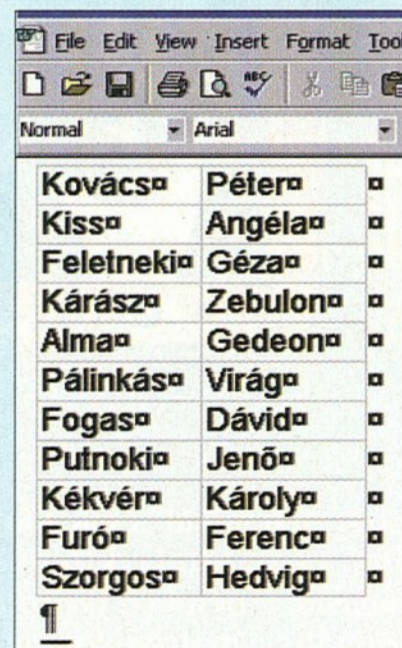 File Edit View Insert Format Tool
Normal Arial
Kovács¤ Péter¤ ¤
Kiss¤ Angéla¤ ¤
Feletneki¤ Géza¤ ¤
Kárász¤ Zebulon¤ ¤
Alma¤ Gedeon¤ ¤
Pálinkás¤ Virág¤ ¤
Fogas¤ Dávid¤ ¤
Putnoki¤ Jenő¤ ¤
Kékvér¤ Károly¤ ¤
Furó¤ Ferenc¤ ¤
Szorgos¤ Hedvig¤ ¤
¶